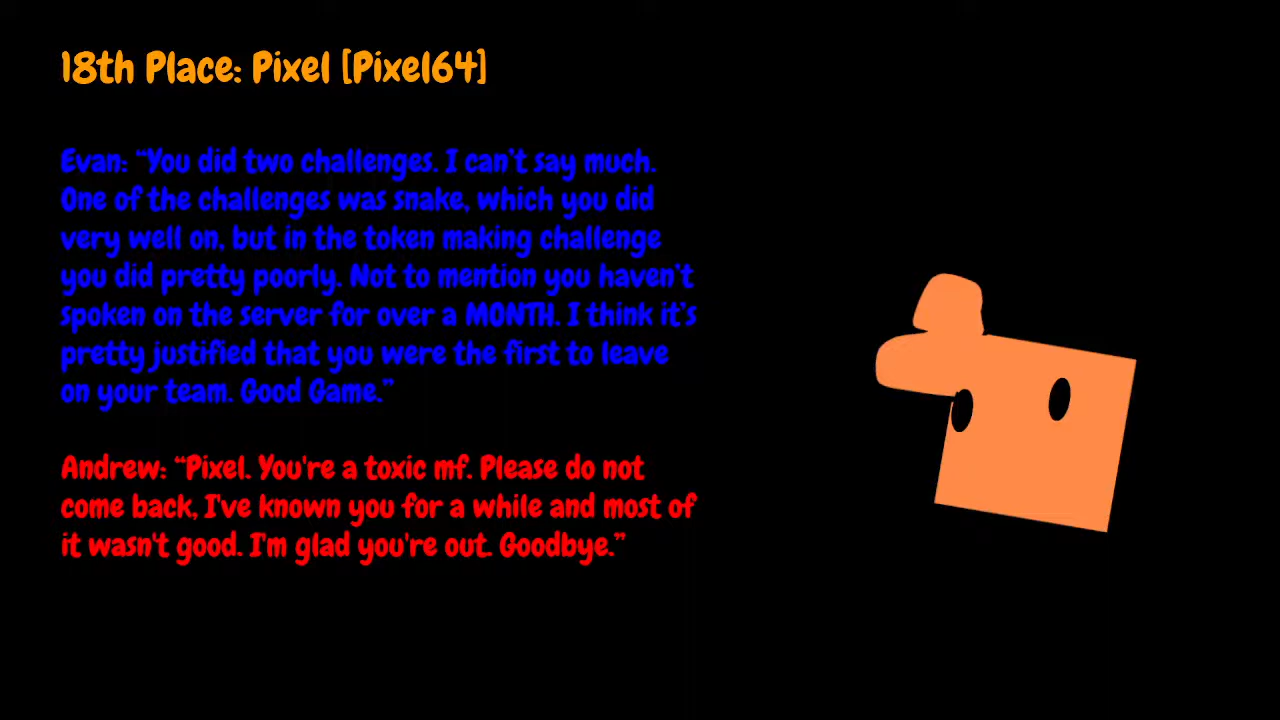 18th Place: Pixel [Pixel64]
Evan: “You did two challenges. I can’t say much.
One of the challenges was snake, which you did
very well on, but in the token making challenge
you did pretty poorly. Not to mention you haven’t
spoken on the server for over a MONTH. I think it’s
pretty justified that you were the first to leave
on your team. Good Game.”
Andrew: “Pixel. You're a toxic mf. Please do not
come back, I've known you for a while and most of
it wasn't good. I'm glad you're out. Goodbye.”